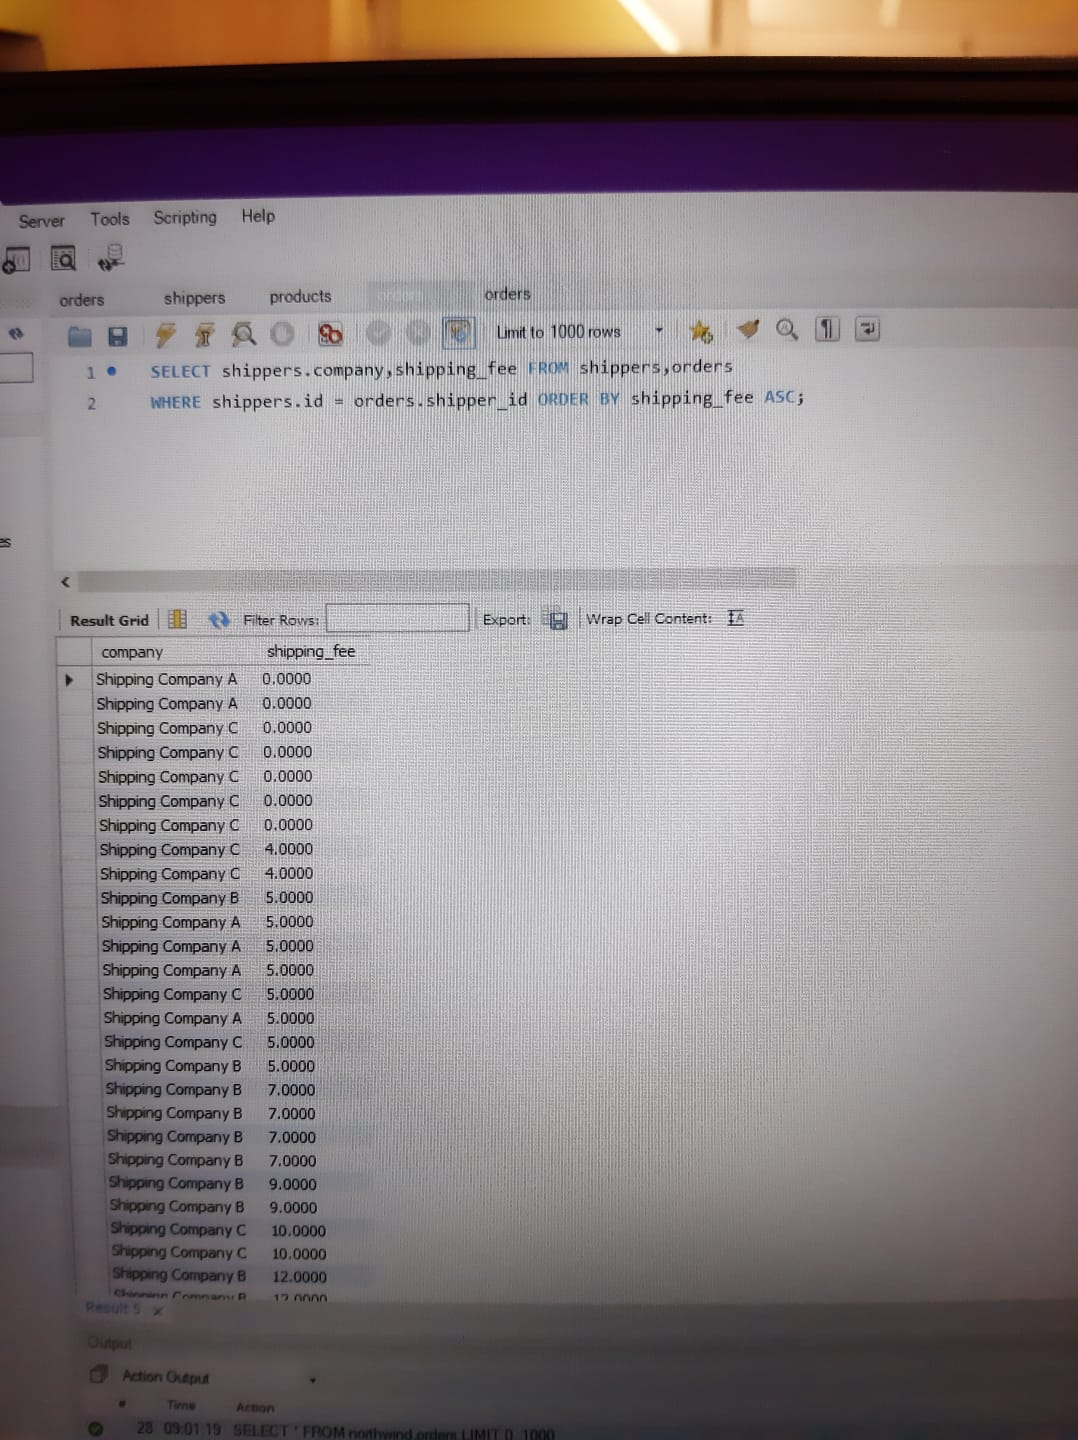 Server Tools Scripting Help
orders shippers products orders
Limit to 1000 rows
1 SELECT shippers.company,shipping_fee FROM shippers,orders
2 WHERE shippers.id = orders.shipper_id ORDER BY shipping_fee ASC;
es
Result Grid Filter Rows: Export: Wrap Cell Content:
company shipping_fee
Shipping Company A 0.0000
Shipping Company A 0.0000
Shipping Company C 0.0000
Shipping Company C 0.0000
Shipping Company C 0.0000
Shipping Company C 0.0000
Shipping Company C 0.0000
Shipping Company C 4.0000
Shipping Company C 4.0000
Shipping Company B 5.0000
Shipping Company A 5.0000
Shipping Company A 5.0000
Shipping Company A 5.0000
Shipping Company C 5.0000
Shipping Company A 5.0000
Shipping Company C 5.0000
Shipping Company B 5.0000
Shipping Company B 7.0000
Shipping Company B 7.0000
Shipping Company B 7.0000
Shipping Company B 7.0000
Shipping Company B 9.0000
Shipping Company B 9.0000
Shipping Company C 10.0000
Shipping Company C 10.0000
Shipping Company B 12.0000
Shipping Company B 12.0000
Result 5 x
Output
Action Output
# Time Action
28 09:01:19 SELECT * FROM northwind.orders LIMIT 0, 1000